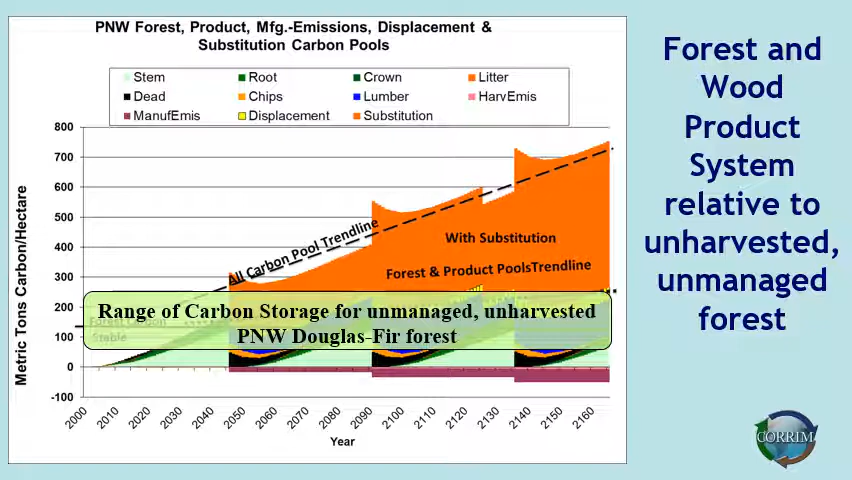 PNW Forest, Product, Mfg.-Emissions, Displacement &
Substitution Carbon Pools
Stem Root Crown Litter
Dead Chips Lumber HarvEmis
ManufEmis Displacement Substitution
Metric Tons Carbon/Hectare
800
700
600
500
400
300
200
100
0
-100
All Carbon Pool Trendline
With Substitution
Forest & Product PoolsTrendline
Forest Carbon
Stable
Range of Carbon Storage for unmanaged, unharvested
PNW Douglas-Fir forest
2000 2010 2020 2030 2040 2050 2060 2070 2080 2090 2100 2110 2120 2130 2140 2150 2160
Year
Forest and
Wood
Product
System
relative to
unharvested,
unmanaged
forest
CORRIM